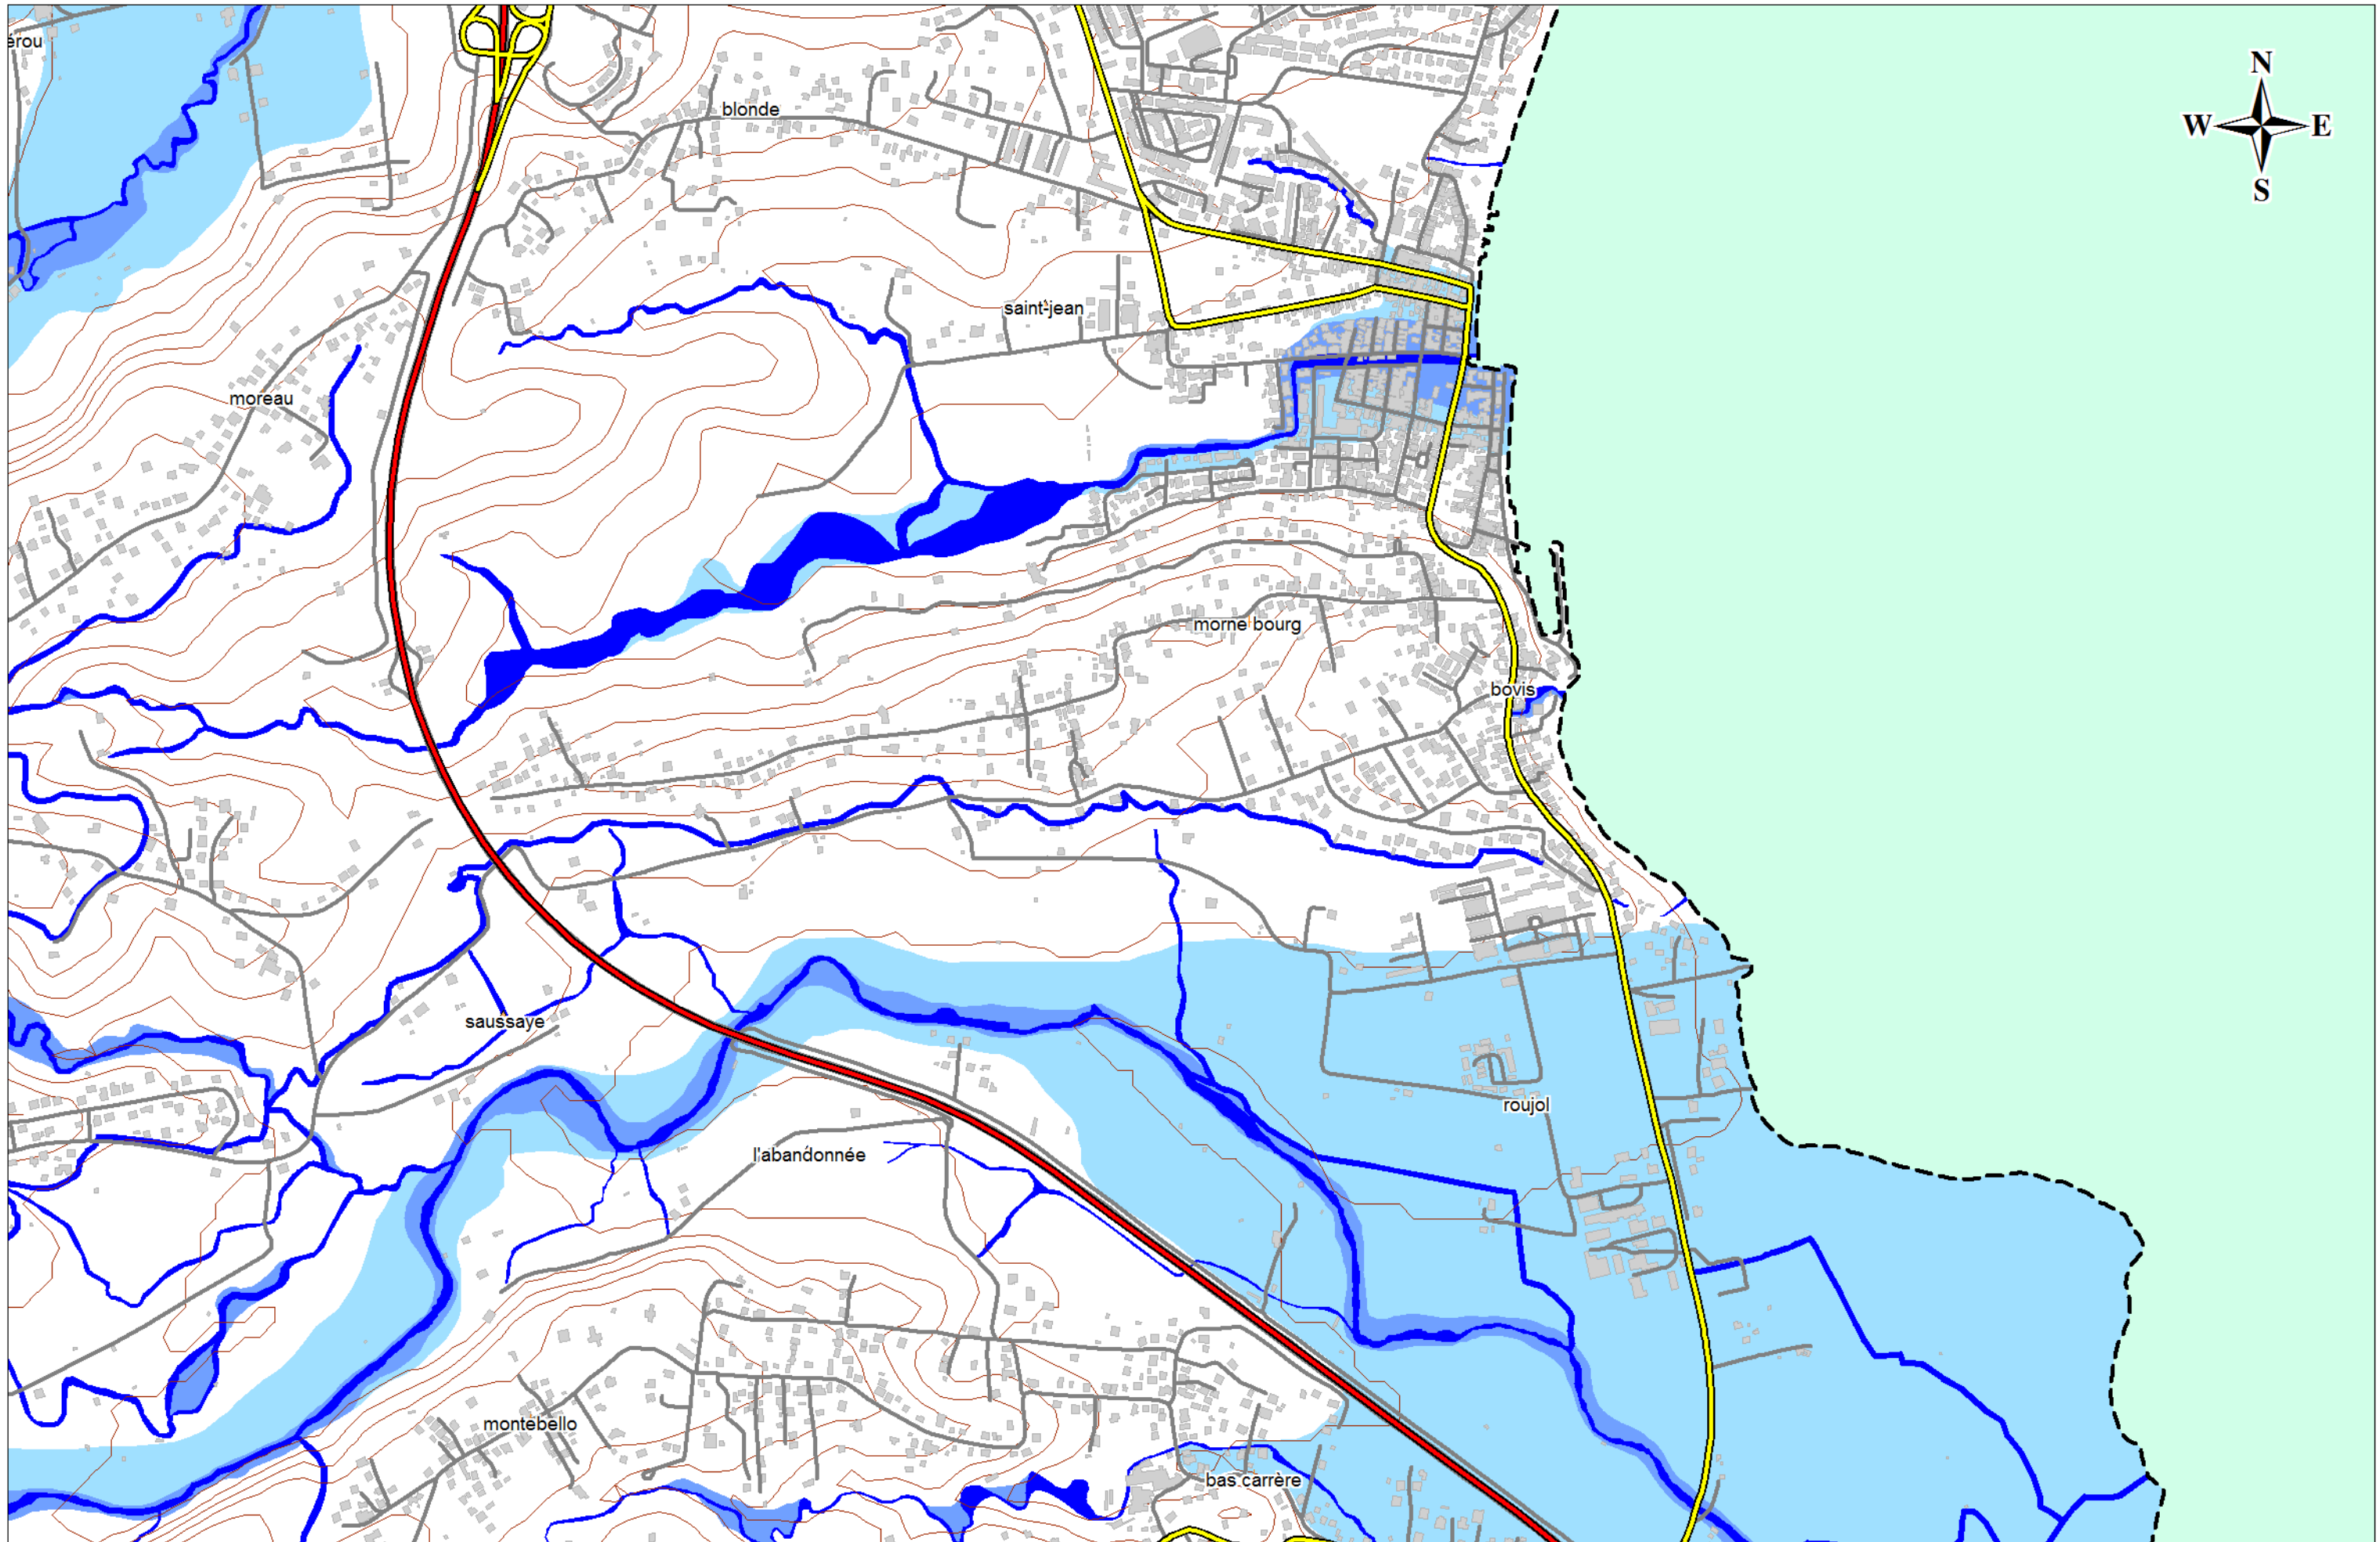 érou
N
blonde
W
E
S
saint-jean
moreau
morne bourg
bovis
saussaye
roujol
l'abandonnée
montebello
bas carrère